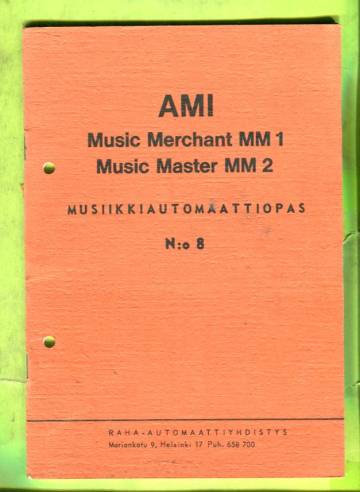 AMI
Music Merchant MM 1
Music Master MM 2
MUSIIKKIAUTOMAATTIOPAS
N:o 8
RAHA-AUTOMAATTIYHDISTYS
Mariankatu 9, Helsinki 17 Puh. 658 700